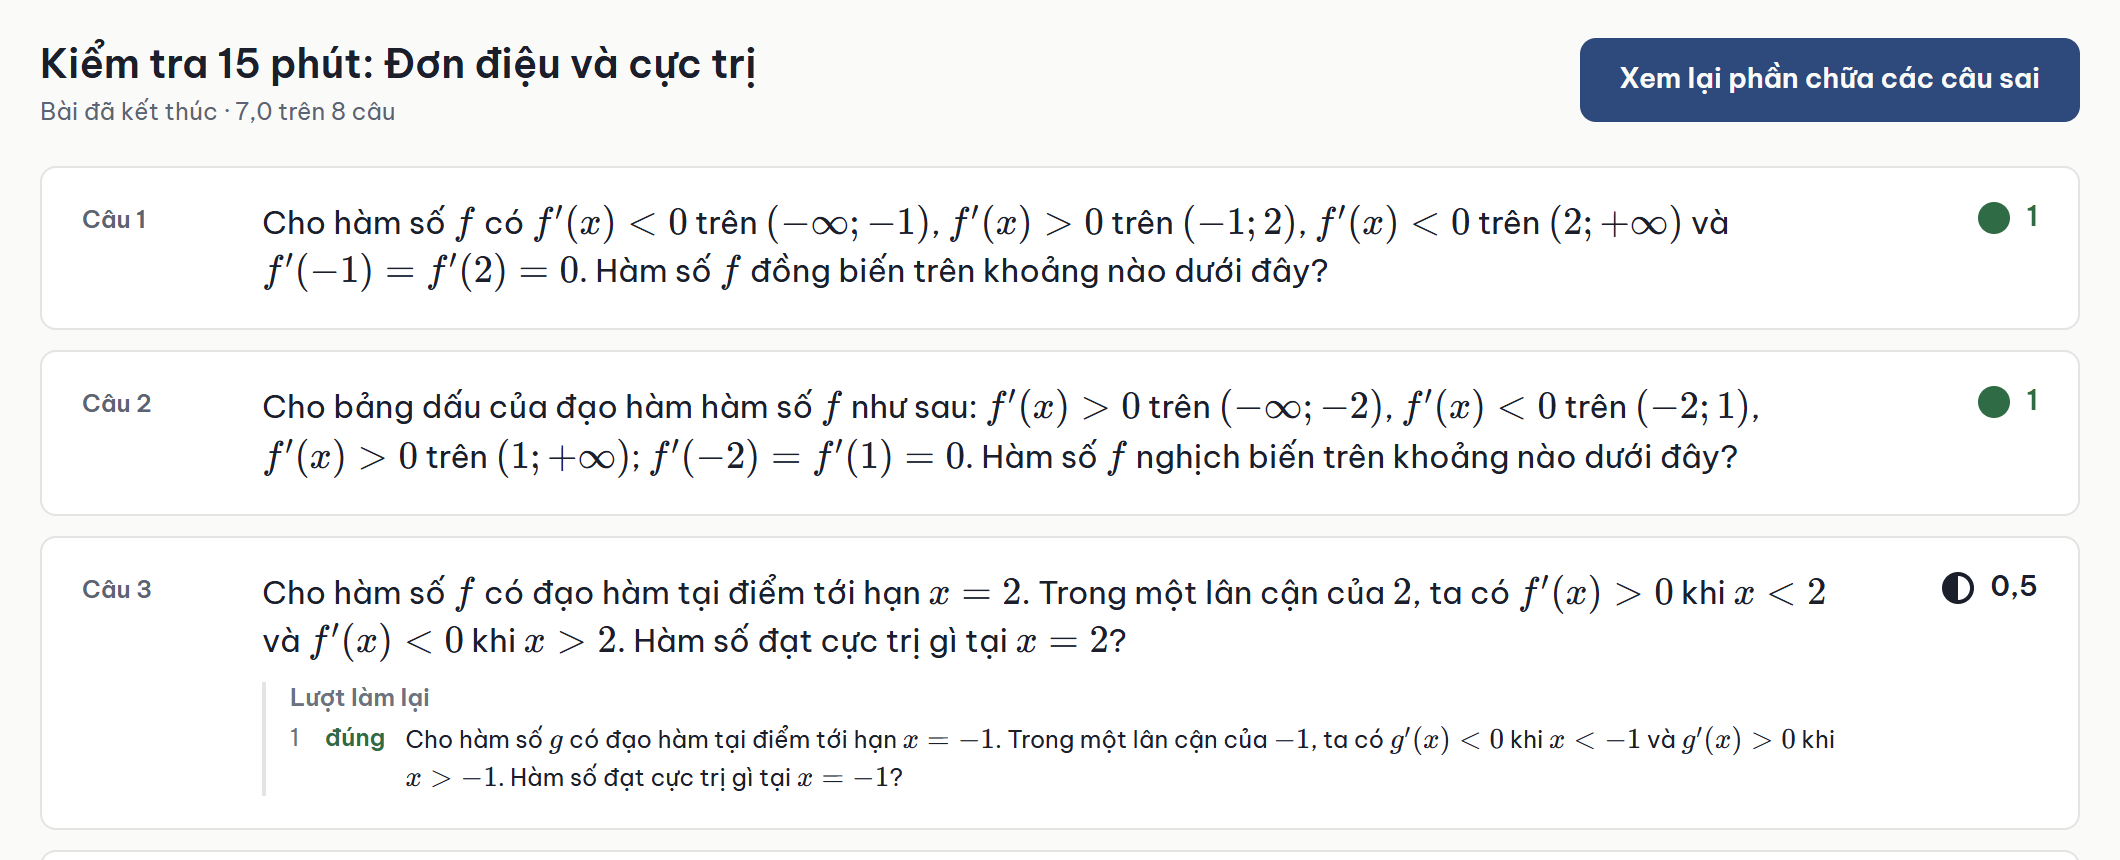 Kiểm tra 15 phút: Đơn điệu và cực trị
Bài đã kết thúc · 7,0 trên 8 câu
Xem lại phần chữa các câu sai
Câu 1
Cho hàm số f có f′(x) < 0 trên (−∞; −1), f′(x) > 0 trên (−1; 2), f′(x) < 0 trên (2; +∞) và
f′(−1) = f′(2) = 0. Hàm số f đồng biến trên khoảng nào dưới đây?
1
Câu 2
Cho bảng dấu của đạo hàm hàm số f như sau: f′(x) > 0 trên (−∞; −2), f′(x) < 0 trên (−2; 1),
f′(x) > 0 trên (1; +∞); f′(−2) = f′(1) = 0. Hàm số f nghịch biến trên khoảng nào dưới đây?
1
Câu 3
Cho hàm số f có đạo hàm tại điểm tới hạn x = 2. Trong một lân cận của 2, ta có f′(x) > 0 khi x < 2
và f′(x) < 0 khi x > 2. Hàm số đạt cực trị gì tại x = 2?
0,5
Lượt làm lại
1 đúng Cho hàm số g có đạo hàm tại điểm tới hạn x = −1. Trong một lân cận của −1, ta có g′(x) < 0 khi x < −1 và g′(x) > 0 khi
x > −1. Hàm số đạt cực trị gì tại x = −1?